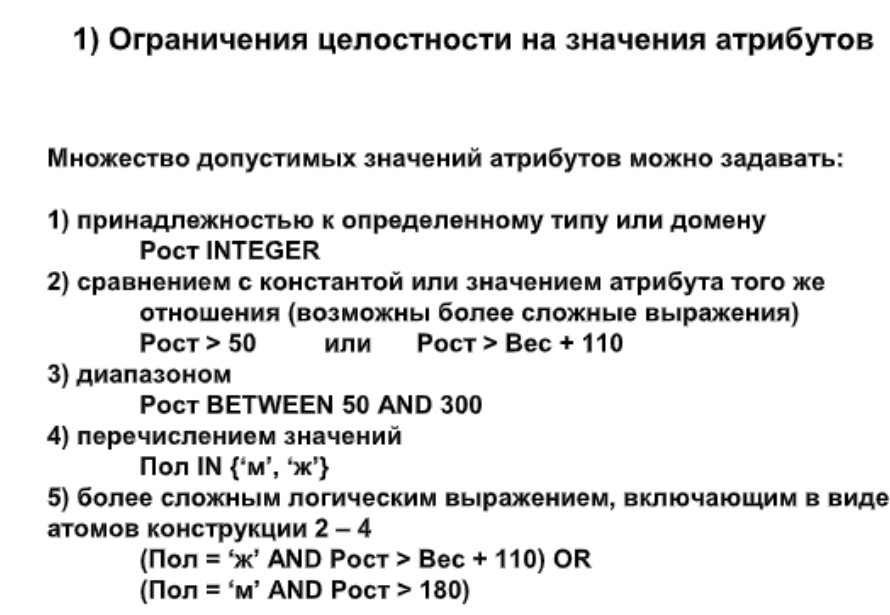 1) Ограничения целостности на значения атрибутов
Множество допустимых значений атрибутов можно задавать:
1) принадлежностью к определенному типу или домену
Рост INTEGER
2) сравнением с константой или значением атрибута того же
отношения (возможны более сложные выражения)
Рост > 50 или Рост > Вес + 110
3) диапазоном
Рост BETWEEN 50 AND 300
4) перечислением значений
Пол IN {‘м’, ‘ж’}
5) более сложным логическим выражением, включающим в виде
атомов конструкции 2 – 4
(Пол = ‘ж’ AND Рост > Вес + 110) OR
(Пол = ‘м’ AND Рост > 180)